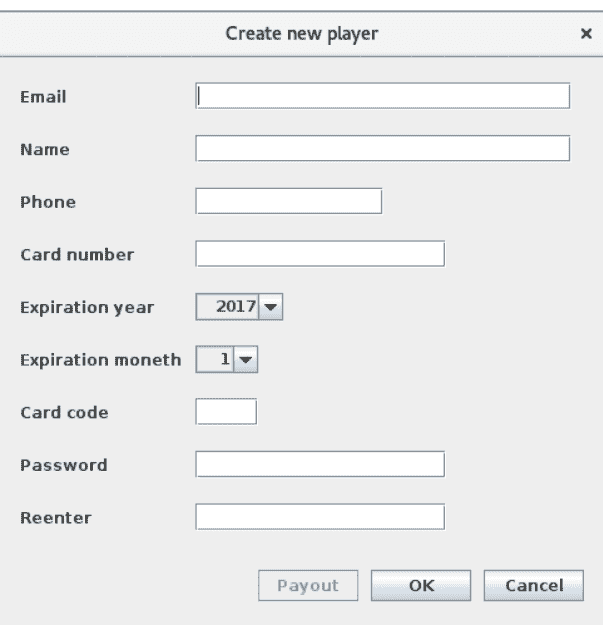 Create new player ×
Email
Name
Phone
Card number
Expiration year 2017
Expiration moneth 1
Card code
Password
Reenter
Payout OK Cancel